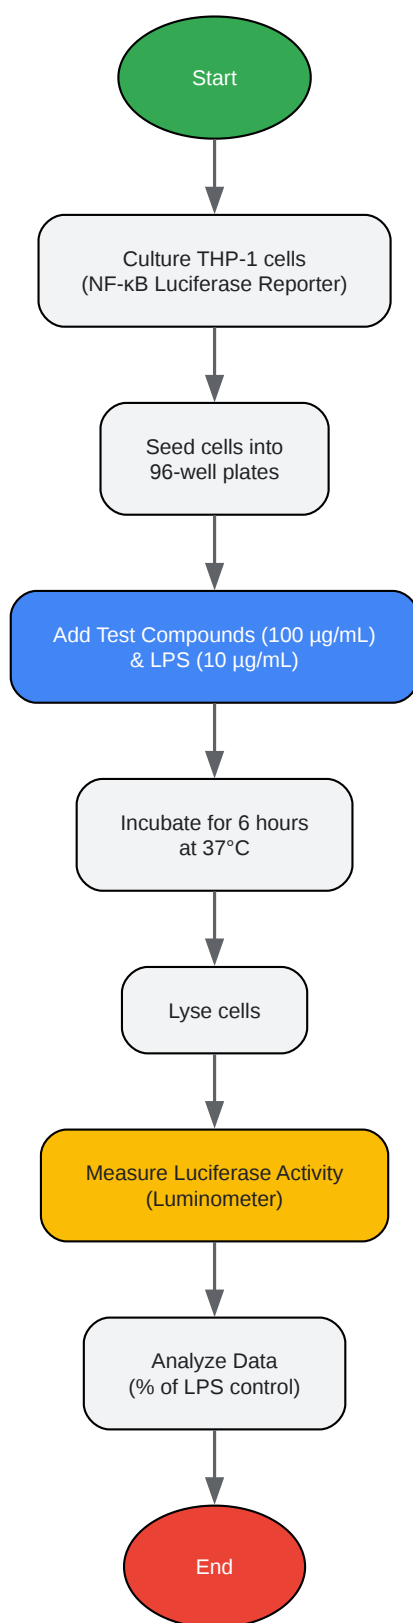 Start
Culture THP-1 cells
(NF-κB Luciferase Reporter)
Seed cells into
96-well plates
Add Test Compounds (100 µg/mL)
& LPS (10 µg/mL)
Incubate for 6 hours
at 37°C
Lyse cells
Measure Luciferase Activity
(Luminometer)
Analyze Data
(% of LPS control)
End